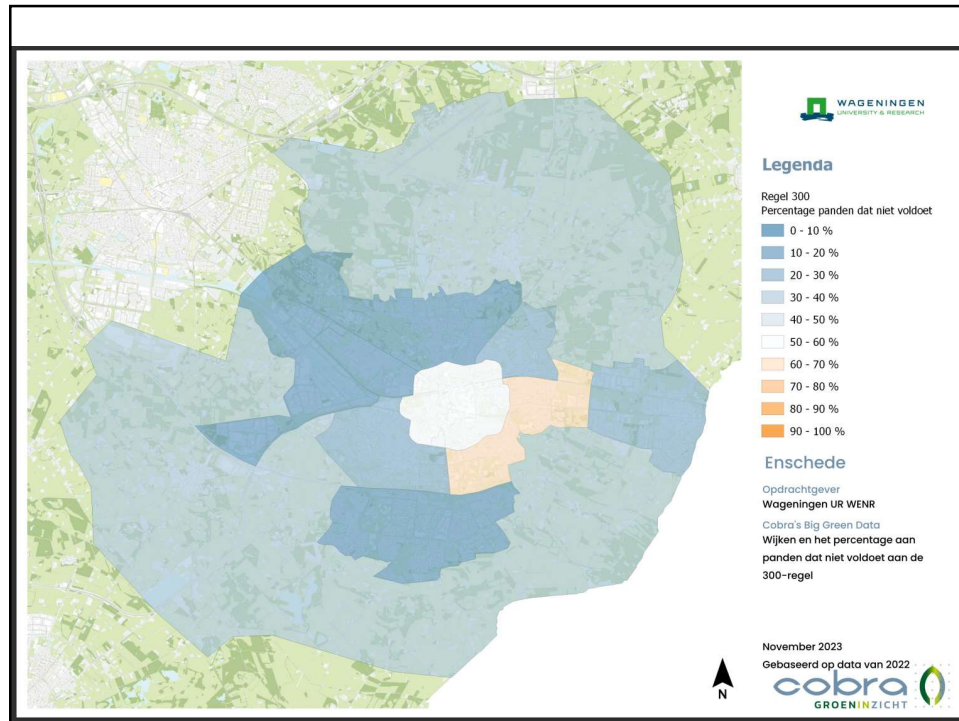 WAGENINGEN
UNIVERSITY & RESEARCH
Legenda
Regel 300
Percentage panden dat niet voldoet
0 - 10 %
10 - 20 %
20 - 30 %
30 - 40 %
40 - 50 %
50 - 60 %
60 - 70 %
70 - 80 %
80 - 90 %
90 - 100 %
Enschede
Opdrachtgever
Wageningen UR WENR
Cobra's Big Green Data
Wijken en het percentage aan
panden dat niet voldoet aan de
300-regel
November 2023
Gebaseerd op data van 2022
N
cobra
GROENINZICHT